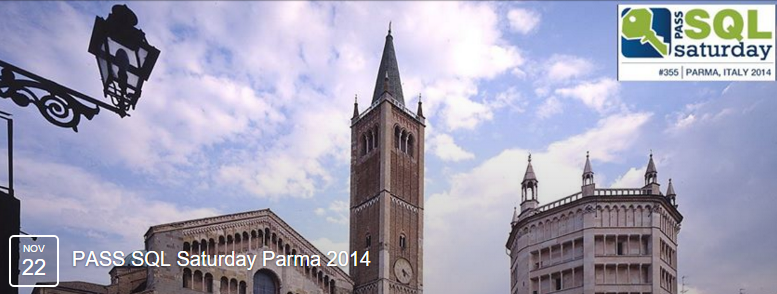 PASS
SQL
saturday
#355 | PARMA, ITALY 2014
NOV
22
PASS SQL Saturday Parma 2014